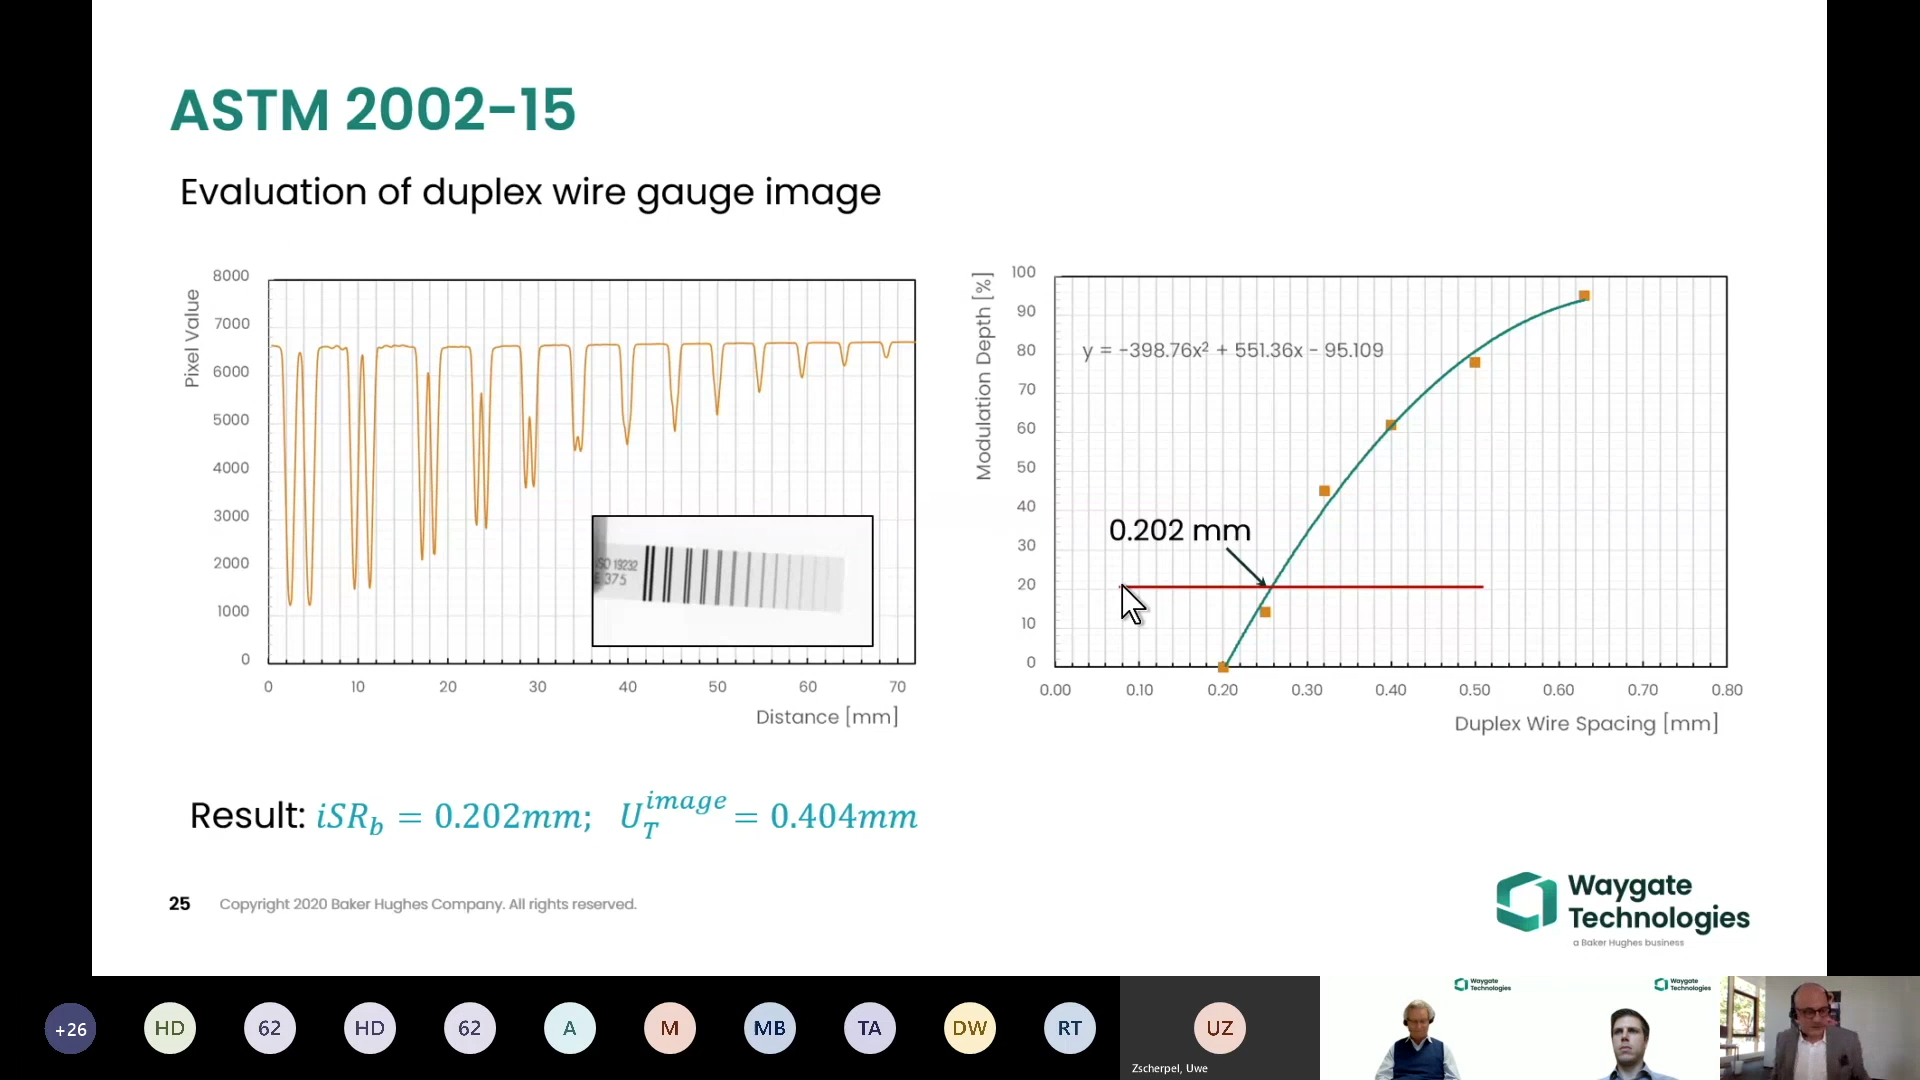 ASTM 2002-15
Evaluation of duplex wire gauge image
Pixel Value
8000
7000
6000
5000
4000
3000
2000
1000
0
0 10 20 30 40 50 60 70
Distance [mm]
ISO 19232
E 375
Modulation Depth [%]
100
90
80
70
60
50
40
30
20
10
0
y = -398.76x² + 551.36x - 95.109
0.202 mm
0.00 0.10 0.20 0.30 0.40 0.50 0.60 0.70 0.80
Duplex Wire Spacing [mm]
Result: iSR_b = 0.202mm; U_T^image = 0.404mm
25 Copyright 2020 Baker Hughes Company. All rights reserved.
Waygate
Technologies
a Baker Hughes business
+26 HD 62 HD 62 A M MB TA DW RT UZ
Zscherpel, Uwe
Waygate
Technologies
Waygate
Technologies